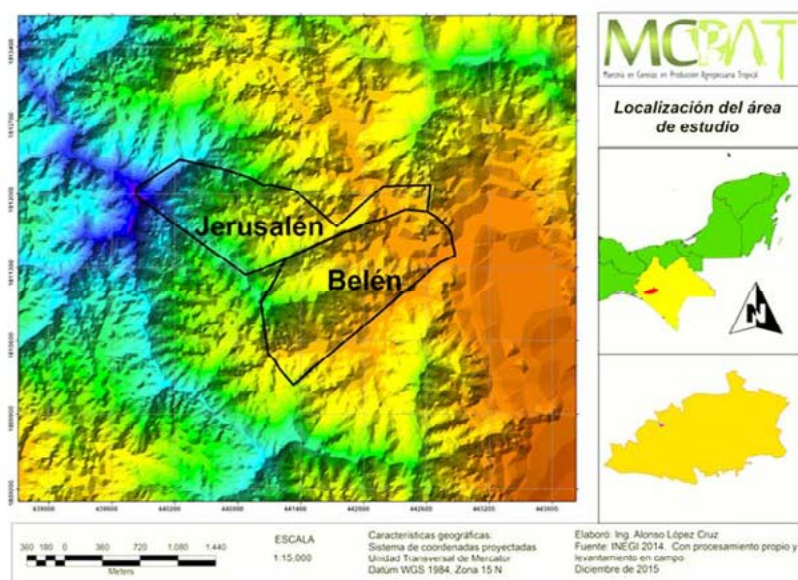 MCPAT
Maestría en Ciencias en Producción Agropecuaria Tropical
Localización del área
de estudio
Jerusalén
Belén
N
360 180 0 360 720 1,080 1,440
Meters
ESCALA
1:15,000
Características geográficas:
Sistema de coordenadas proyectadas
Unidad Transversal de Mercator
Datúm WGS 1984, Zona 15 N
Elaboró: Ing. Alonso López Cruz
Fuente: INEGI 2014. Con procesamiento propio y
levantamiento en campo
Diciembre de 2015